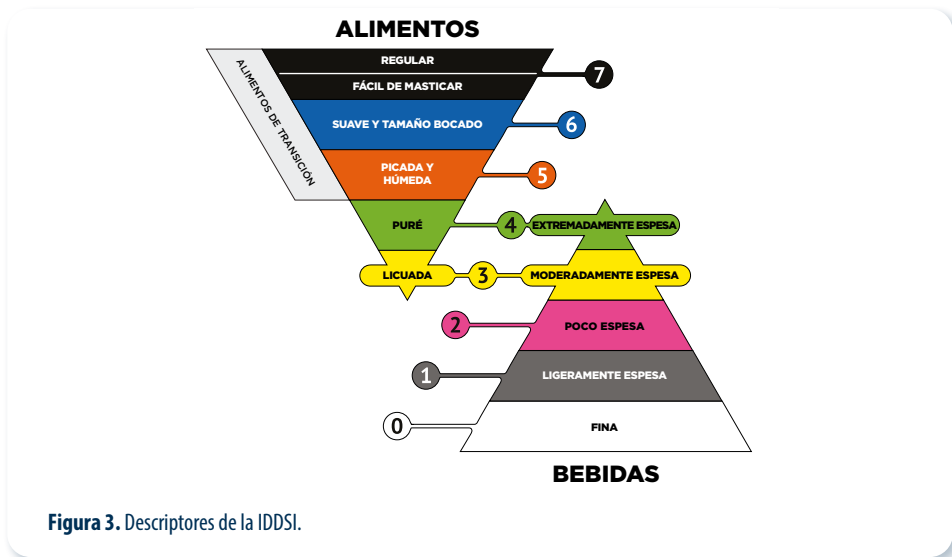 ALIMENTOS
ALIMENTOS DE TRANSICIÓN
REGULAR
FÁCIL DE MASTICAR
7
SUAVE Y TAMAÑO BOCADO
6
PICADA Y
HÚMEDA
5
PURÉ
4
EXTREMADAMENTE ESPESA
LICUADA
3
MODERADAMENTE ESPESA
2
POCO ESPESA
1
LIGERAMENTE ESPESA
0
FINA
BEBIDAS
Figura 3. Descriptores de la IDDSI.